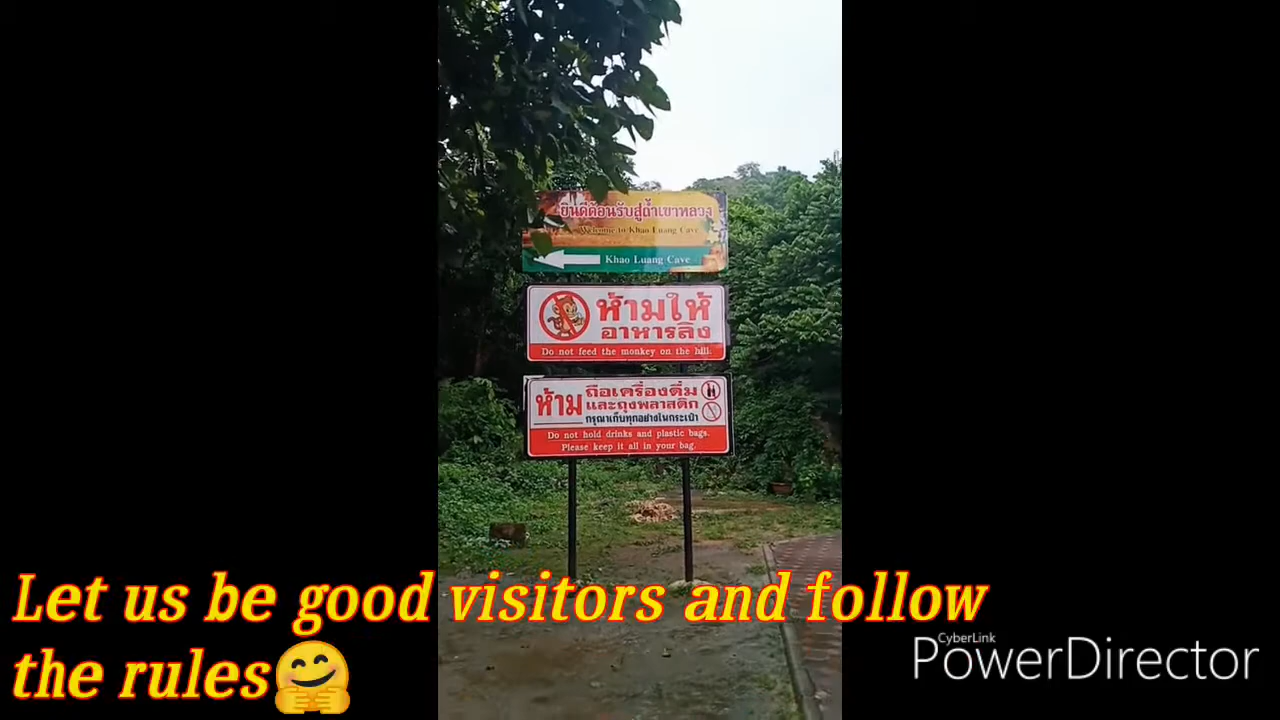 ยินดีต้อนรับสู่ถ้ำเขาหลวง
Welcome to Khao Luang Cave
Khao Luang Cave
ห้ามให้
อาหารลิง
Do not feed the monkey on the hill.
ห้าม ถือเครื่องดื่ม
และถุงพลาสติก
กรุณาเก็บทุกอย่างในกระเป๋า
Do not hold drinks and plastic bags.
Please keep it all in your bag.
Let us be good visitors and follow
the rules🤗
CyberLink
PowerDirector